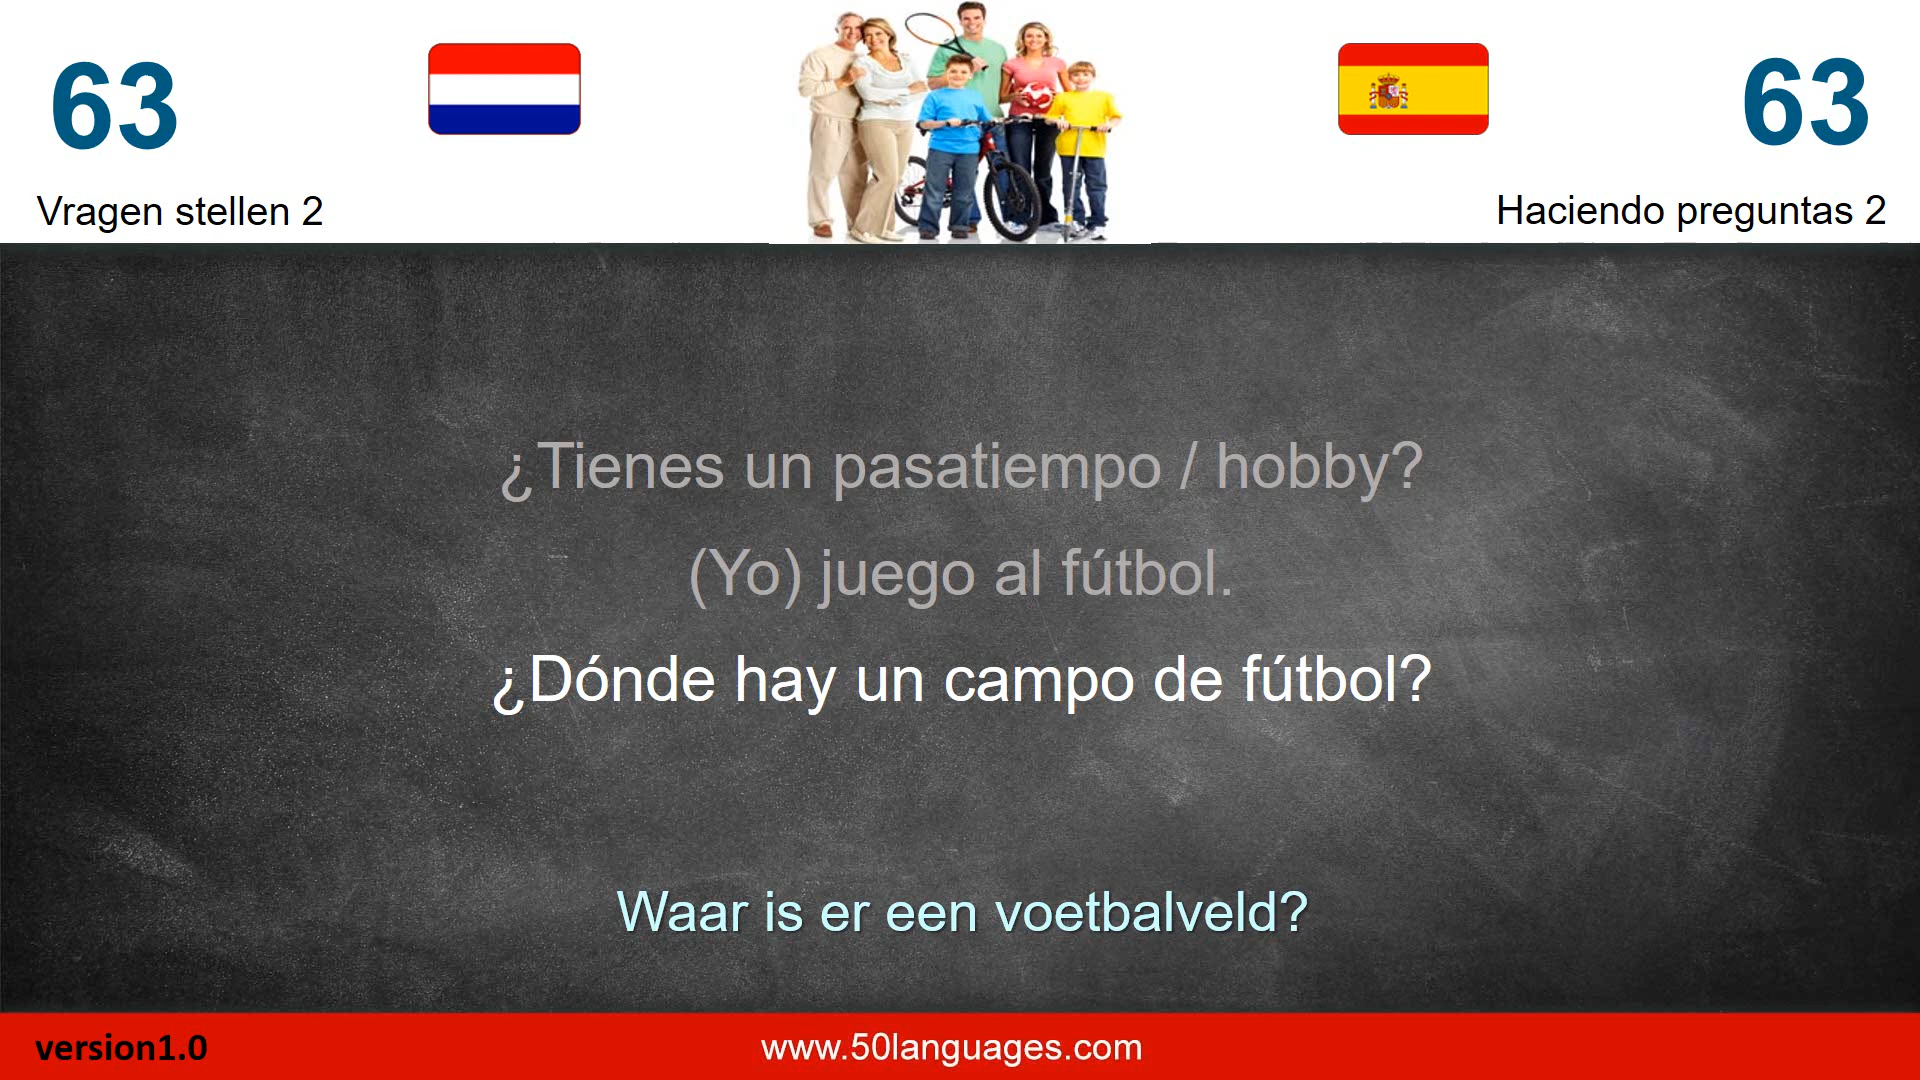 63
63
Vragen stellen 2
Haciendo preguntas 2
¿Tienes un pasatiempo / hobby?
(Yo) juego al fútbol.
¿Dónde hay un campo de fútbol?
Waar is er een voetbalveld?
version1.0
www.50languages.com